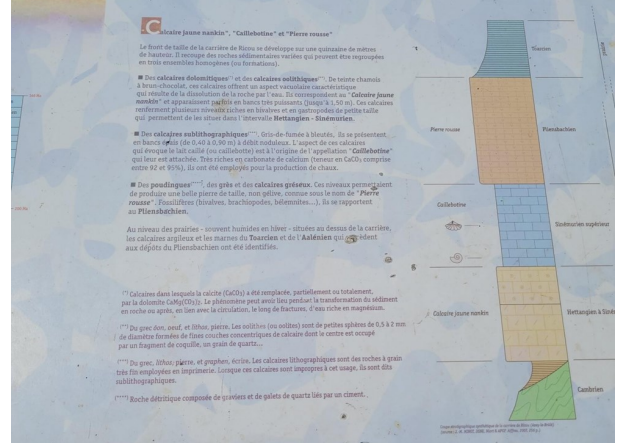 Calcaire jaune nankin", "Caillebotine" et "Pierre rousse"
Le front de taille de la carrière de se développe sur une quinzaine de mètres
de hauteur. Il recoupe des roches sédimentaires variées qui peuvent être regroupées
en trois ensembles homogènes (ou formations).
■ Des calcaires dolomitiques(*) et des calcaires oolithiques(**). De teinte chamois
à brun-chocolat, ces calcaires offrent un aspect vacuolaire caractéristique
qui résulte de la dissolution de la roche par l'eau. Ils correspondent au "Calcaire jaune
nankin" et apparaissent parfois en bancs très puissants (jusqu'à 1,50 m). Ces calcaires
renferment plusieurs niveaux riches en bivalves et en gastropodes de petite taille
qui permettent de les situer dans l'intervalle Hettangien - Sinémurien.
■ Des calcaires sublithographiques(***). Gris-de-fumée à bleutés, ils se présentent
en bancs épais (de 0,40 à 0,90 m) à débit noduleux. L'aspect de ces calcaires
qui évoque le lait caillé (ou caillebotte) est à l'origine de l'appellation "Caillebotine"
qui leur est attachée. Très riches en carbonate de calcium (teneur en CaCO3 comprise
entre 92 et 95%), ils ont été employés pour la production de chaux.
■ Des poudingues(****), des grès et des calcaires gréseux. Ces niveaux permettaient
de produire une belle pierre de taille, non gélive, connue sous le nom de "Pierre
rousse". Fossilifères (bivalves, brachiopodes, bélemnites...), ils se rapportent
au Pliensbachien.
Au niveau des prairies - souvent humides en hiver - situées au dessus de la carrière,
les calcaires argileux et les marnes du Toarcien et de l'Aalénien qui succèdent
aux dépôts du Pliensbachien ont été identifiés.
(*) Calcaires dans lesquels la calcite (CaCO3) a été remplacée, partiellement ou totalement,
par la dolomite CaMg(CO3)2. Le phénomène peut avoir lieu pendant la transformation du sédiment
en roche ou après, en lien avec la circulation, le long de fractures, d'eau riche en magnésium.
(**) Du grec ôon, œuf, et lithos, pierre. Les oolithes (ou oolites) sont de petites sphères de 0,5 à 2 mm
de diamètre formées de fines couches concentriques de calcaire dont le centre est occupé
par un fragment de coquille, un grain de quartz...
(***) Du grec, lithos, pierre, et graphein, écrire. Les calcaires lithographiques sont des roches à grain
très fin employées en imprimerie. Lorsque ces calcaires sont impropres à cet usage, ils sont dits
sublithographiques.
(****) Roche détritique composée de graviers et de galets de quartz liés par un ciment.
Toarcien
Pierre rousse
Pliensbachien
Caillebotine
Sinémurien supérieur
Calcaire jaune nankin
Hettangien à Siné
Cambrien